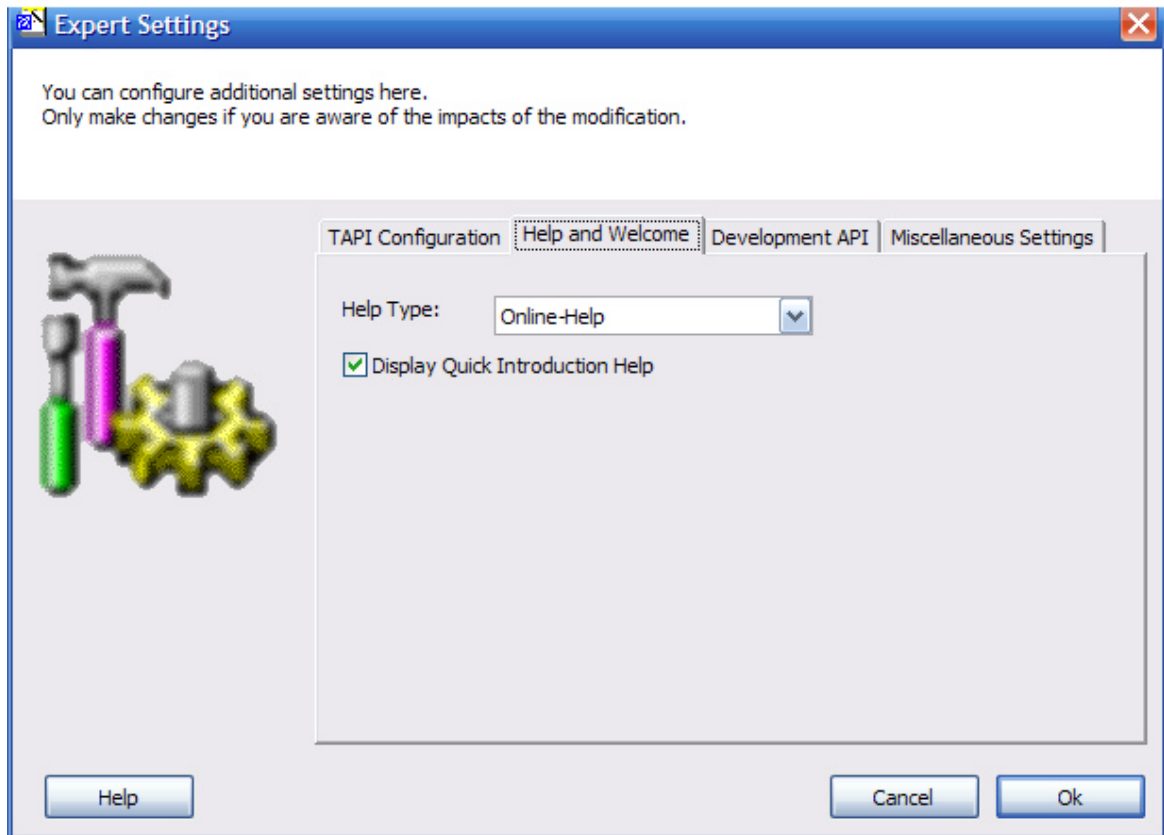 Expert Settings
You can configure additional settings here.
Only make changes if you are aware of the impacts of the modification.
TAPI Configuration Help and Welcome Development API Miscellaneous Settings
Help Type: Online-Help
Display Quick Introduction Help
Help Cancel Ok